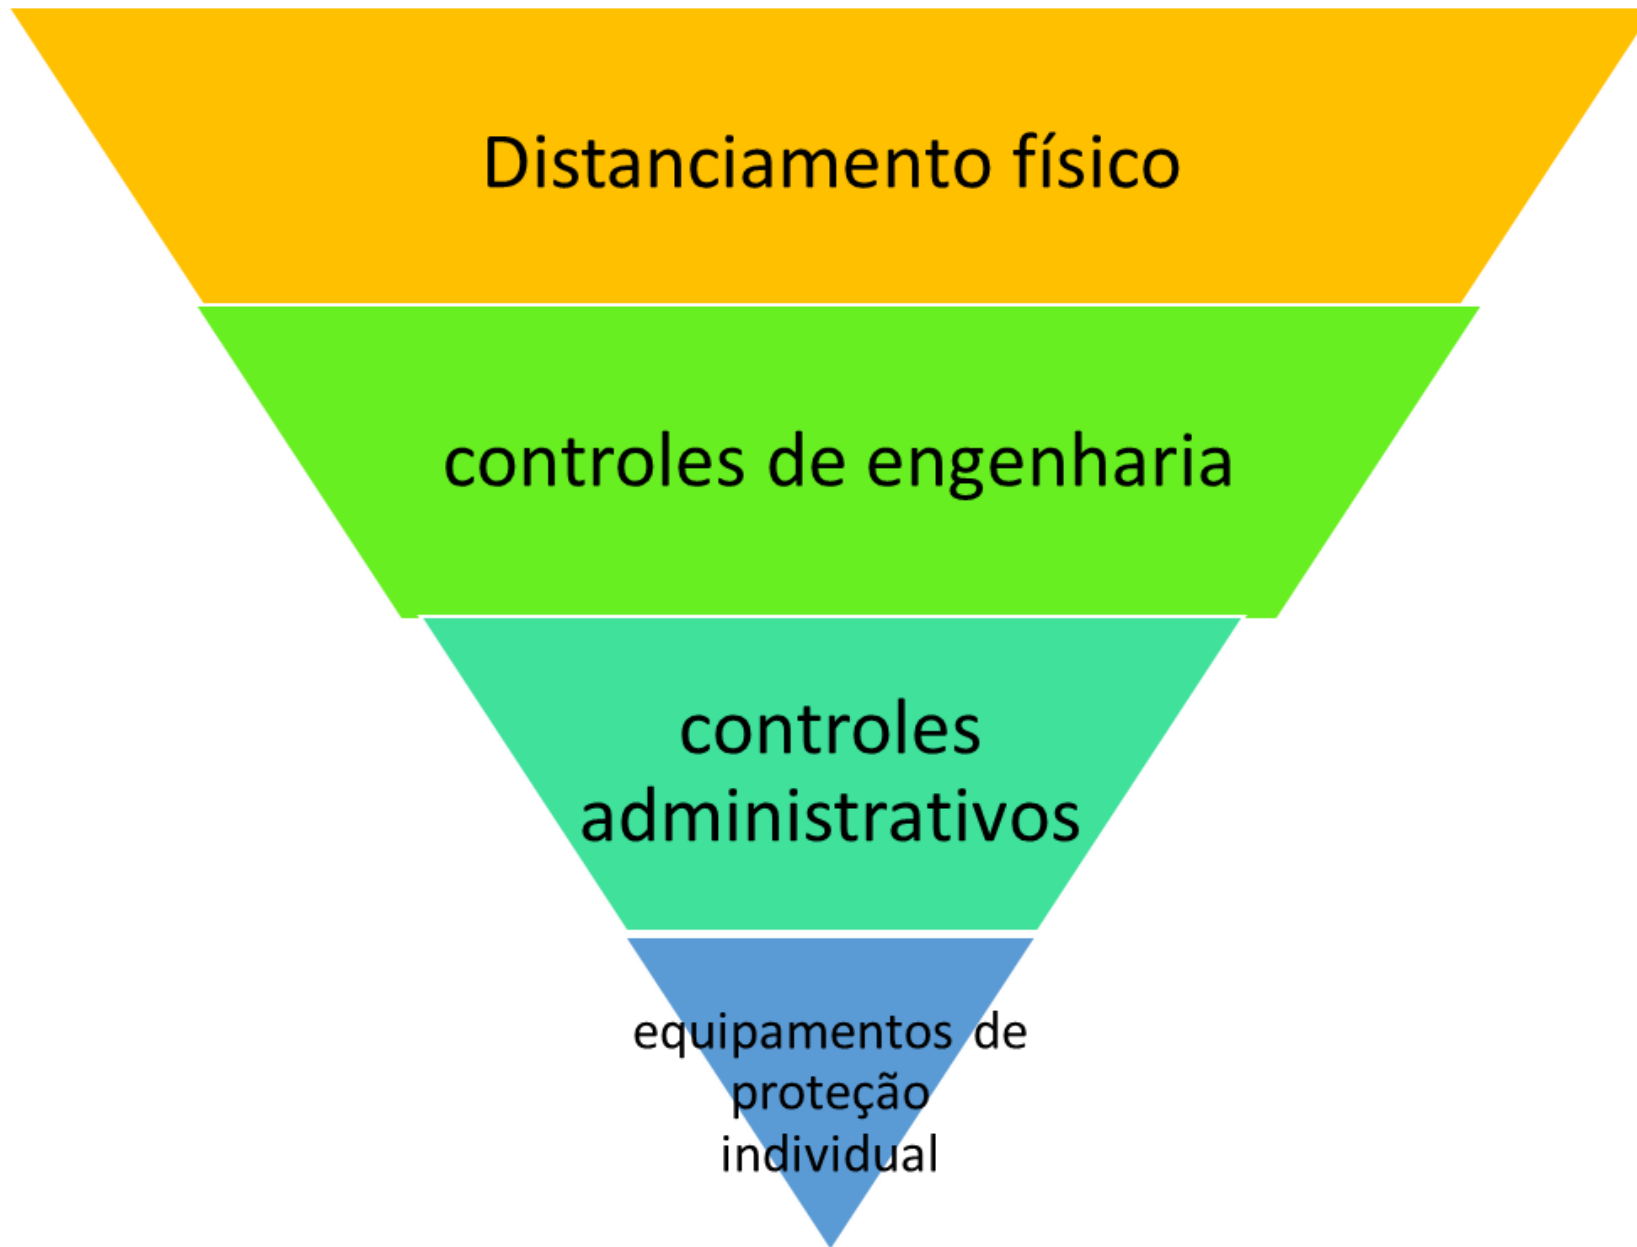 Distanciamento físico
controles de engenharia
controles
administrativos
equipamentos de
proteção
individual